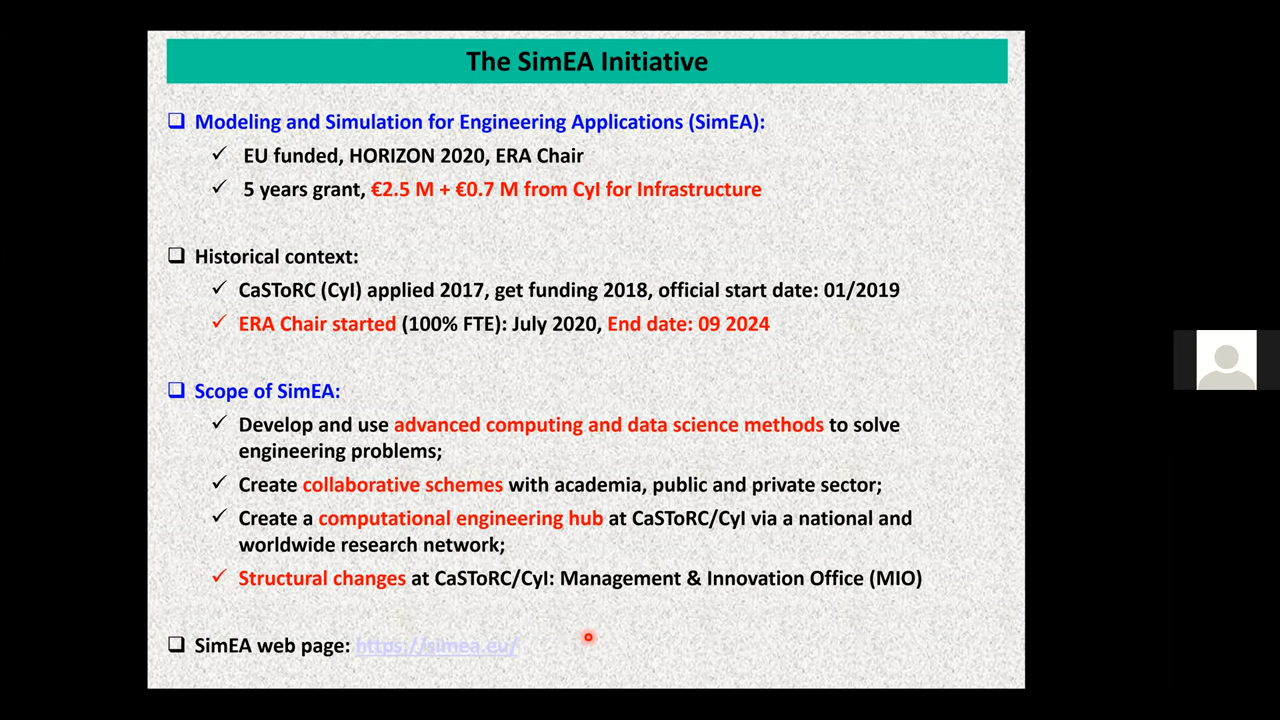 The SimEA Initiative
Modeling and Simulation for Engineering Applications (SimEA):
EU funded, HORIZON 2020, ERA Chair
5 years grant, €2.5 M + €0.7 M from CyI for Infrastructure
Historical context:
CaSToRC (CyI) applied 2017, get funding 2018, official start date: 01/2019
ERA Chair started (100% FTE): July 2020, End date: 09 2024
Scope of SimEA:
Develop and use advanced computing and data science methods to solve
engineering problems;
Create collaborative schemes with academia, public and private sector;
Create a computational engineering hub at CaSToRC/CyI via a national and
worldwide research network;
Structural changes at CaSToRC/CyI: Management & Innovation Office (MIO)
SimEA web page: https://simea.eu/